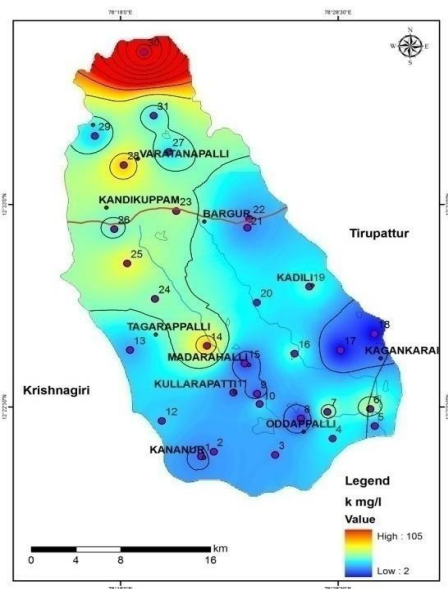 78°18'0"E 78°28'30"E
N
W E
S
30
31
29
27
VARATANAPALLI
28
KANDIKUPPAM
23
BARGUR
22
26
21
Tirupattur
25
KADILI
19
24
20
TAGARAPPALLI
18
14
13
17
16
MADARAHALLI
15
KAGANKARAI
KULLARAPATTI
11
9
Krishnagiri
10
7
6
8
12
ODDAPPALLI
5
4
KANANUR
1
2
3
Legend
k mg/l
Value
High : 105
Low : 2
km
0 4 8 16